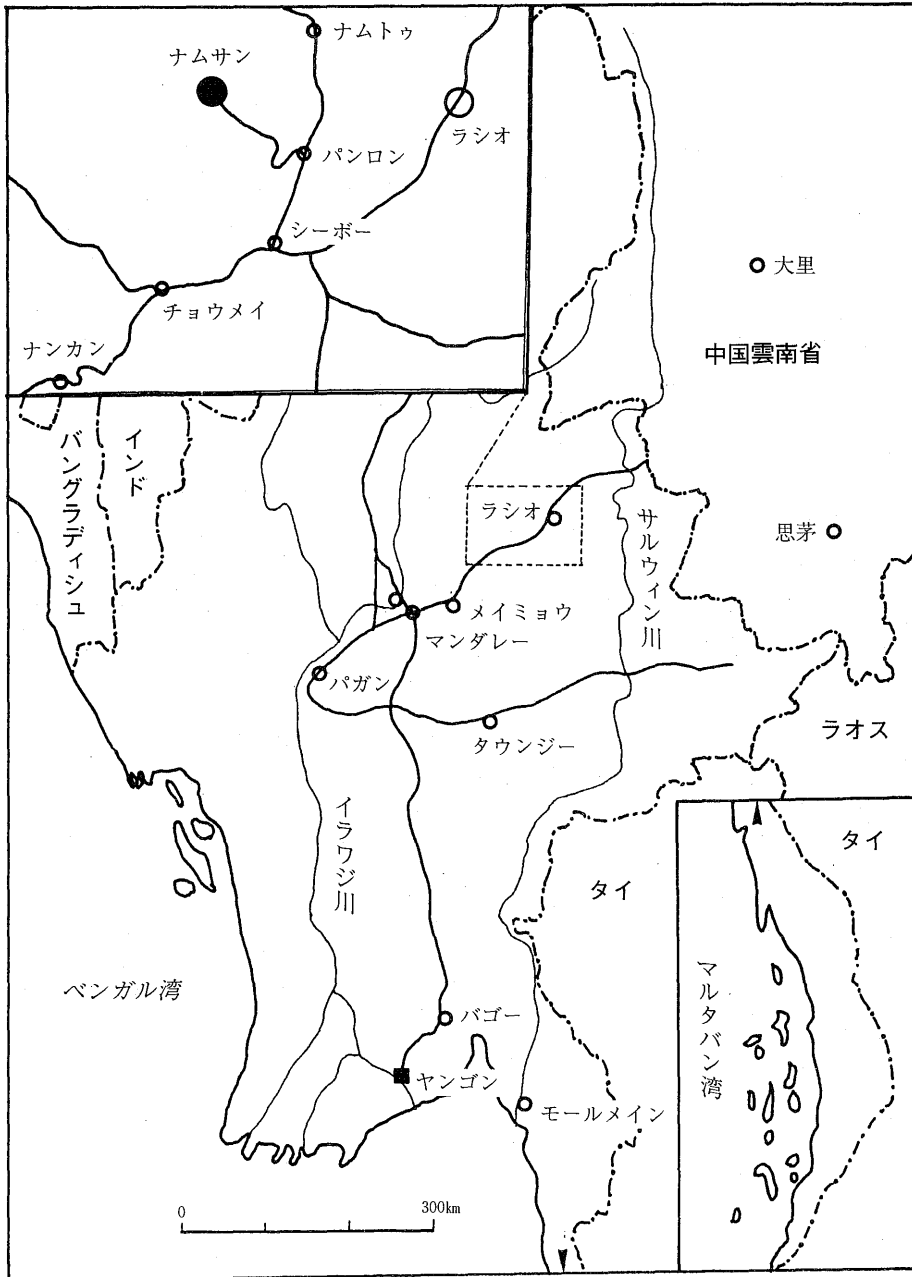 ナムトゥ
ナムサン
ラシオ
パンロン
シーボー
チョウメイ
ナンカン
大里
中国雲南省
バングラディシュ
インド
ラシオ
サルウィン川
思茅
メイミョウ
マンダレー
パガン
タウンジー
ラオス
イラワジ川
タイ
タイ
マルタバン湾
ベンガル湾
バゴー
ヤンゴン
モールメイン
0 300km